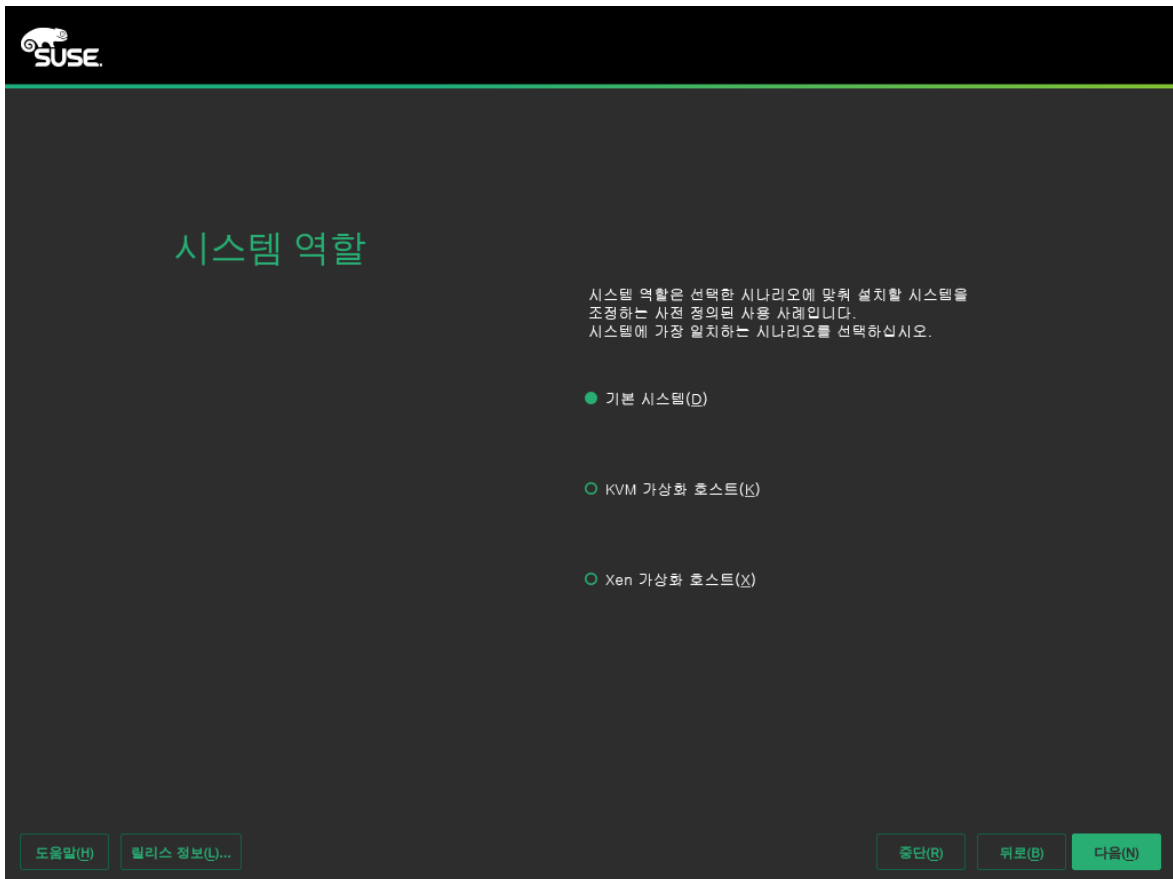 SUSE.
시스템 역할
시스템 역할은 선택한 시나리오에 맞춰 설치할 시스템을
조정하는 사전 정의된 사용 사례입니다.
시스템에 가장 일치하는 시나리오를 선택하십시오.
기본 시스템(D)
KVM 가상화 호스트(K)
Xen 가상화 호스트(X)
도움말(H) 릴리스 정보(L)... 중단(R) 뒤로(B) 다음(N)